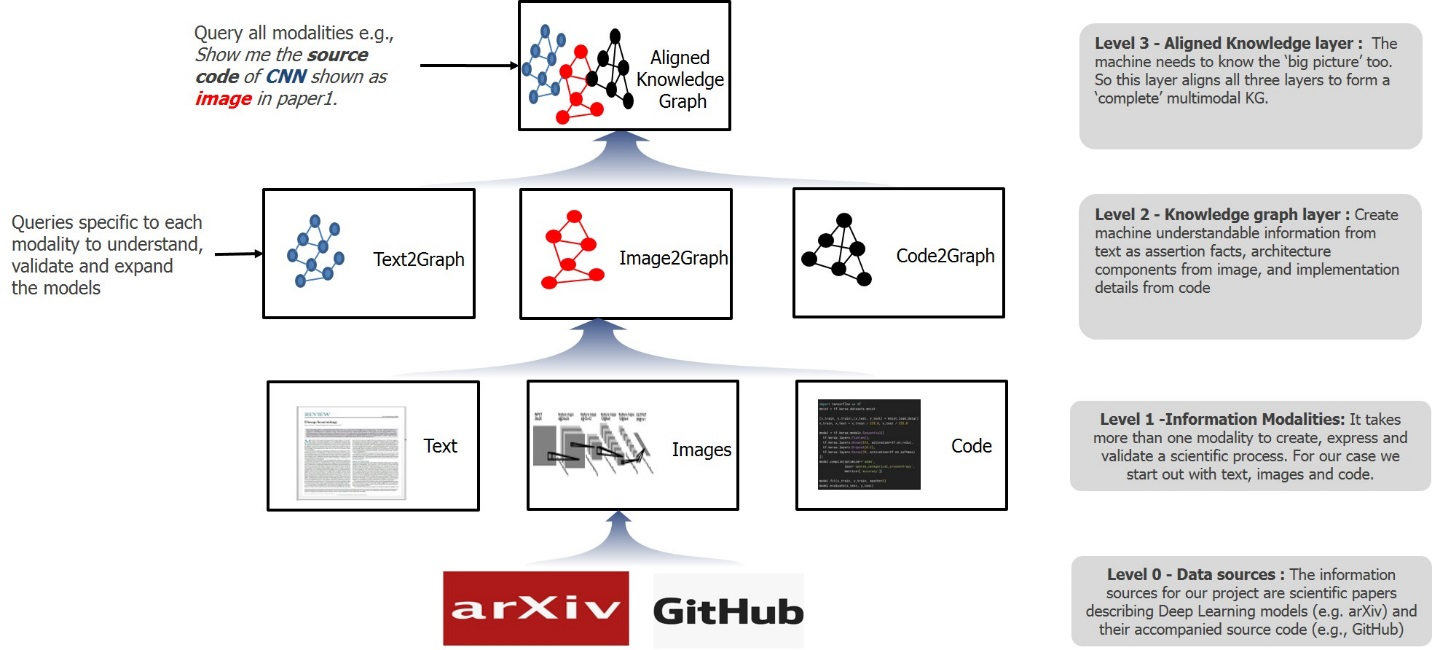 Query all modalities e.g.,
Show me the source
code of CNN shown as
image in paper1.
Aligned
Knowledge
Graph
Level 3 - Aligned Knowledge layer : The
machine needs to know the ‘big picture’ too.
So this layer aligns all three layers to form a
‘complete’ multimodal KG.
Queries specific to each
modality to understand,
validate and expand
the models
Text2Graph
Image2Graph
Code2Graph
Level 2 - Knowledge graph layer : Create
machine understandable information from
text as assertion facts, architecture
components from image, and implementation
details from code
REVIEW
Text
Images
Code
Level 1 -Information Modalities: It takes
more than one modality to create, express and
validate a scientific process. For our case we
start out with text, images and code.
arXiv
GitHub
Level 0 - Data sources : The information
sources for our project are scientific papers
describing Deep Learning models (e.g. arXiv) and
their accompanied source code (e.g., GitHub)